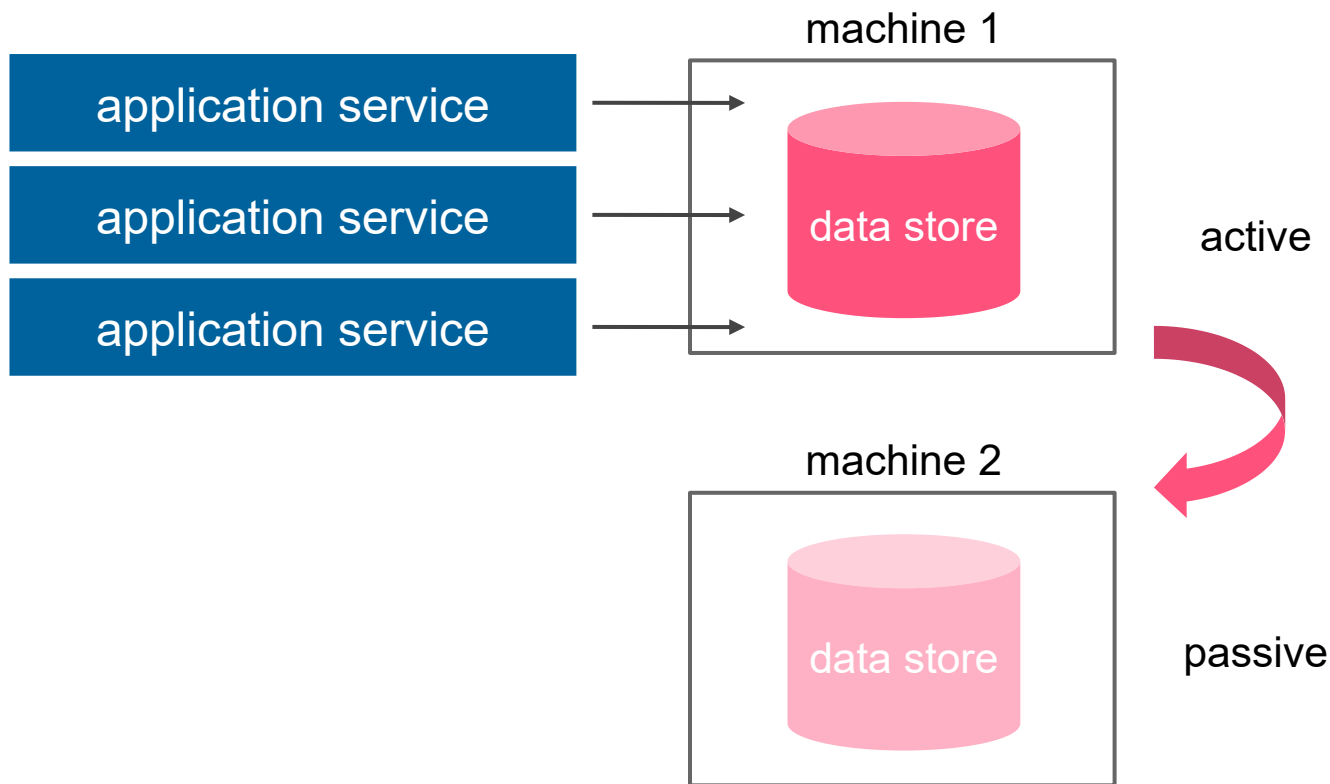 machine 1
application service
application service
application service
data store
active
machine 2
data store
passive